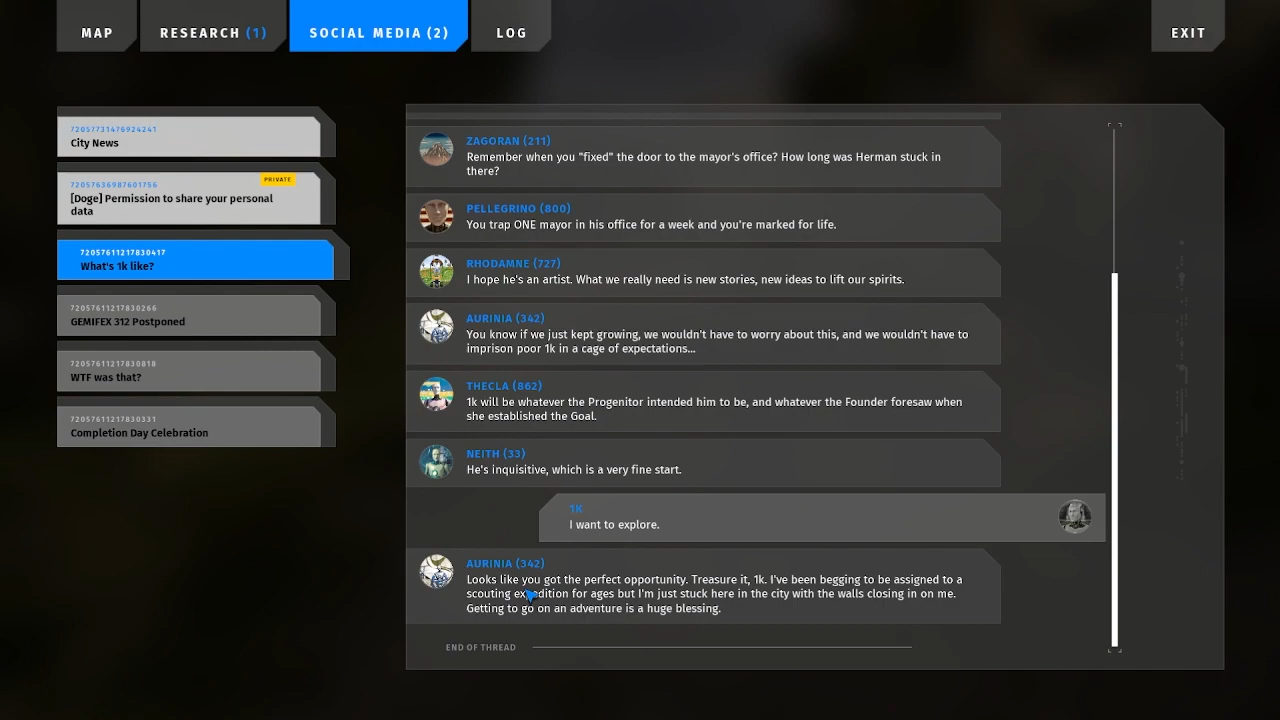 MAP
RESEARCH (1)
SOCIAL MEDIA (2)
LOG
EXIT
72057731476924241
City News
72057636987601756
PRIVATE
[Doge] Permission to share your personal
data
72057611217830417
What's 1k like?
72057611217830266
GEMIFEX 312 Postponed
72057611217830818
WTF was that?
72057611217830331
Completion Day Celebration
ZAGORAN (211)
Remember when you "fixed" the door to the mayor's office? How long was Herman stuck in
there?
PELLEGRINO (800)
You trap ONE mayor in his office for a week and you're marked for life.
RHODAMNE (727)
I hope he's an artist. What we really need is new stories, new ideas to lift our spirits.
AURINIA (342)
You know if we just kept growing, we wouldn't have to worry about this, and we wouldn't have to
imprison poor 1k in a cage of expectations...
THECLA (862)
1k will be whatever the Progenitor intended him to be, and whatever the Founder foresaw when
she established the Goal.
NEITH (33)
He's inquisitive, which is a very fine start.
1K
I want to explore.
AURINIA (342)
Looks like you got the perfect opportunity. Treasure it, 1k. I've been begging to be assigned to a
scouting expedition for ages but I'm just stuck here in the city with the walls closing in on me.
Getting to go on an adventure is a huge blessing.
END OF THREAD